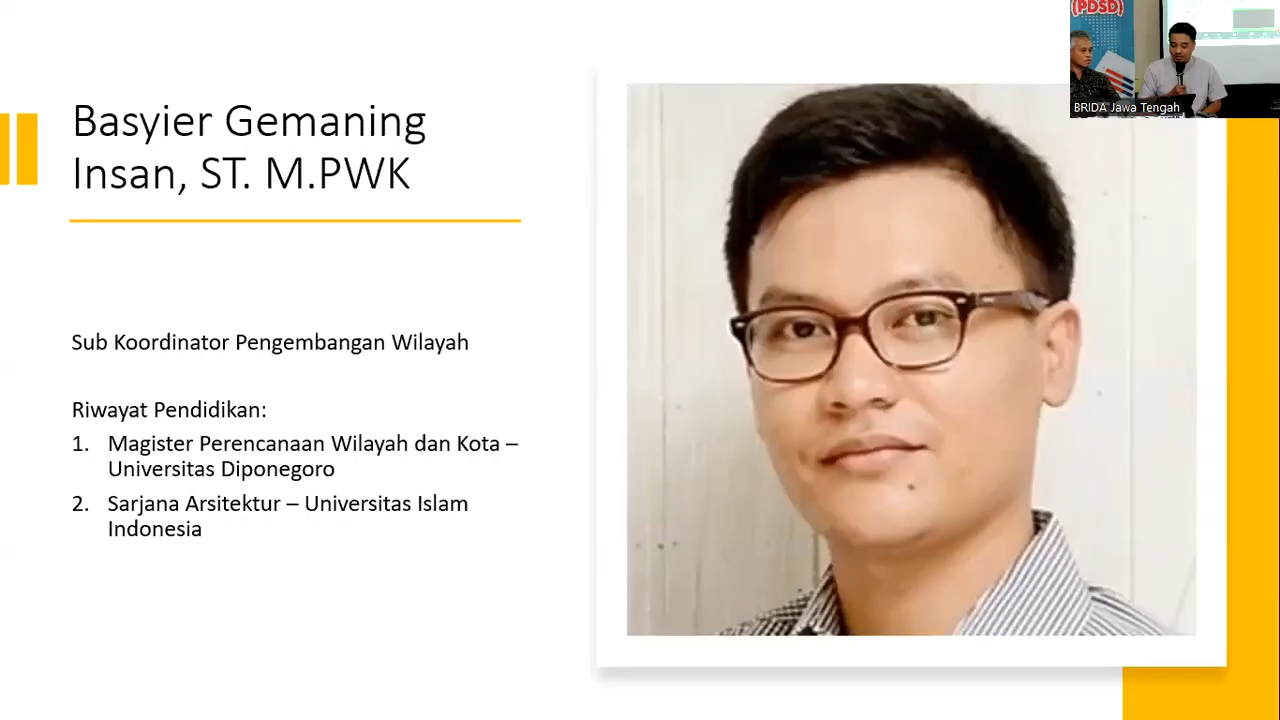 Basyier Gemaning
Insan, ST. M.PWK
Sub Koordinator Pengembangan Wilayah
Riwayat Pendidikan:
1. Magister Perencanaan Wilayah dan Kota –
Universitas Diponegoro
2. Sarjana Arsitektur – Universitas Islam
Indonesia
(PDSD)
BRIDA Jawa Tengah